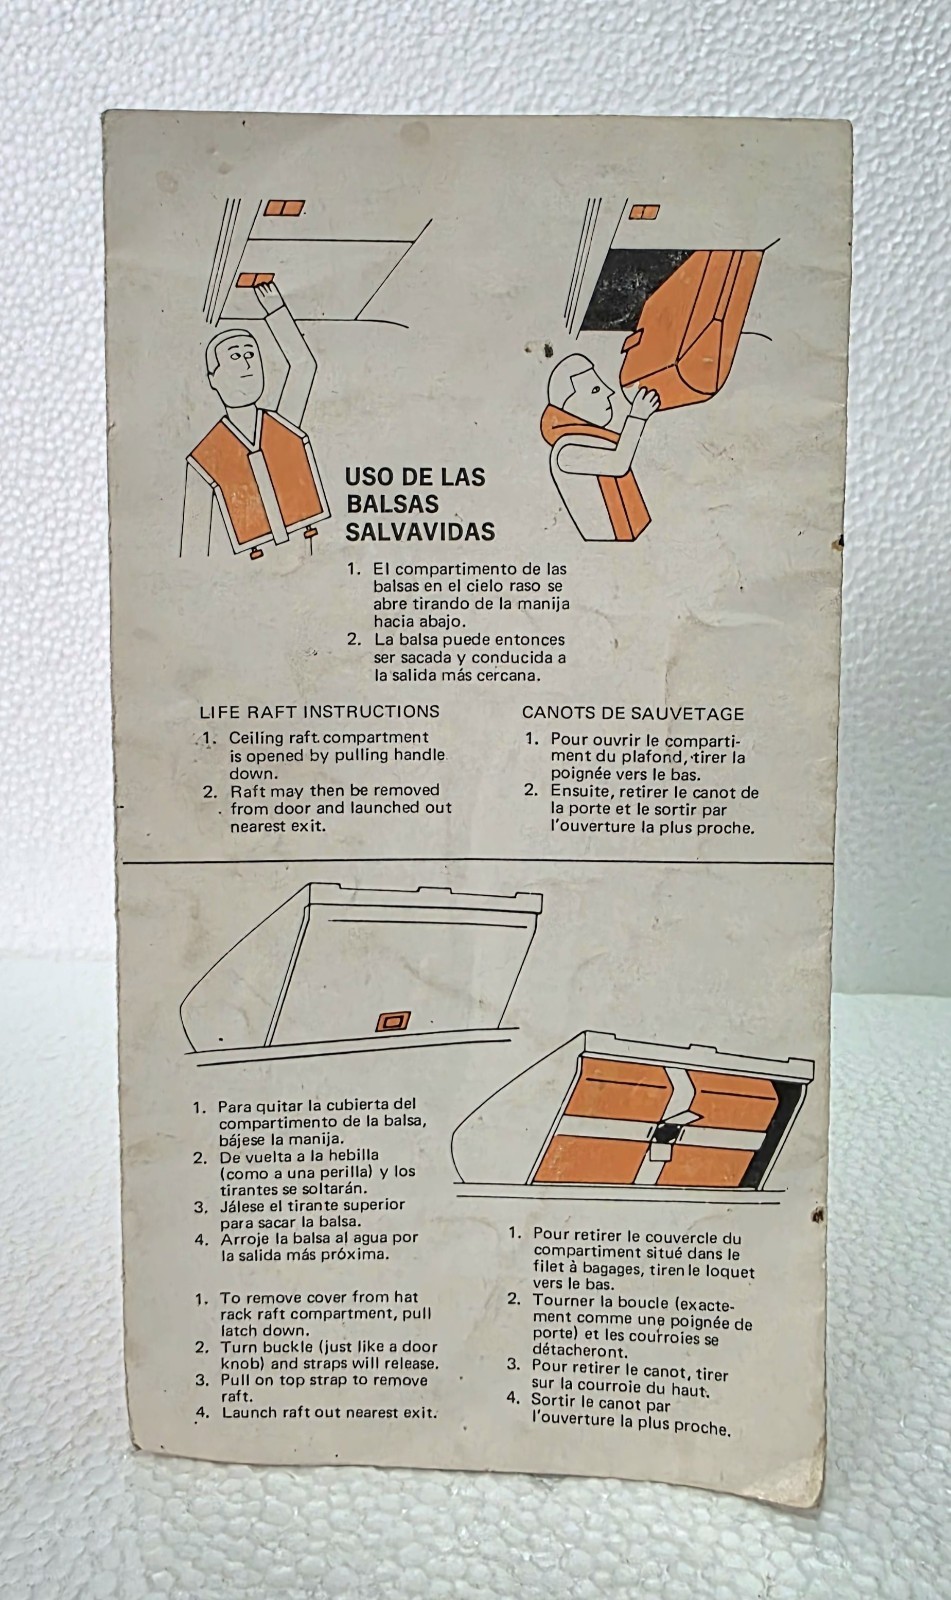 USO DE LAS
BALSAS
SALVAVIDAS
1. El compartimento de las
balsas en el cielo raso se
abre tirando de la manija
hacia abajo.
2. La balsa puede entonces
ser sacada y conducida a
la salida más cercana.
LIFE RAFT INSTRUCTIONS
1. Ceiling raft compartment
is opened by pulling handle
down.
2. Raft may then be removed
from door and launched out
nearest exit.
CANOTS DE SAUVETAGE
1. Pour ouvrir le comparti-
ment du plafond, tirer la
poignée vers le bas.
2. Ensuite, retirer le canot de
la porte et le sortir par
l'ouverture la plus proche.
1. Para quitar la cubierta del
compartimento de la balsa,
bájese la manija.
2. De vuelta a la hebilla
(como a una perilla) y los
tirantes se soltarán.
3. Jálese el tirante superior
para sacar la balsa.
4. Arroje la balsa al agua por
la salida más próxima.
1. To remove cover from hat
rack raft compartment, pull
latch down.
2. Turn buckle (just like a door
knob) and straps will release.
3. Pull on top strap to remove
raft.
4. Launch raft out nearest exit.
1. Pour retirer le couvercle du
compartiment situé dans le
filet à bagages, tiren le loquet
vers le bas.
2. Tourner la boucle (exacte-
ment comme une poignée de
porte) et les courroies se
détacheront.
3. Pour retirer le canot, tirer
sur la courroie du haut.
4. Sortir le canot par
l'ouverture la plus proche.